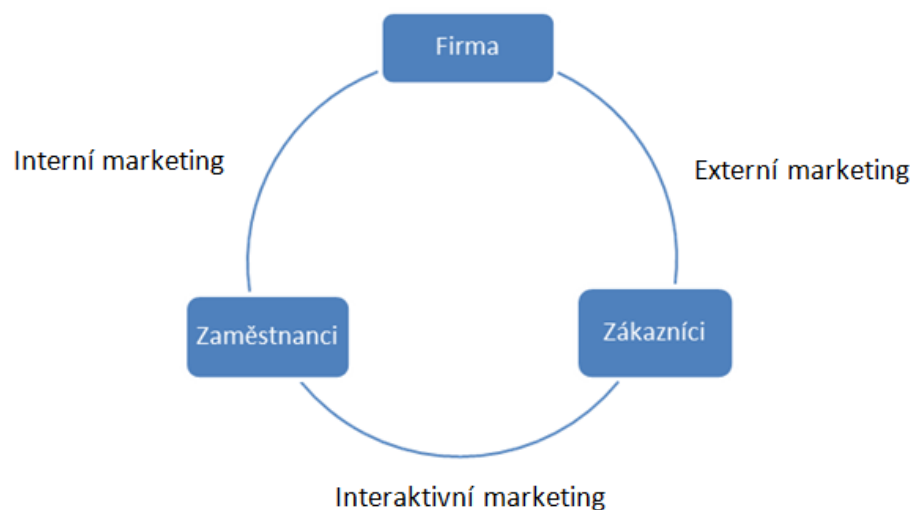 Firma
Interní marketing
Externí marketing
Zaměstnanci
Zákazníci
Interaktivní marketing